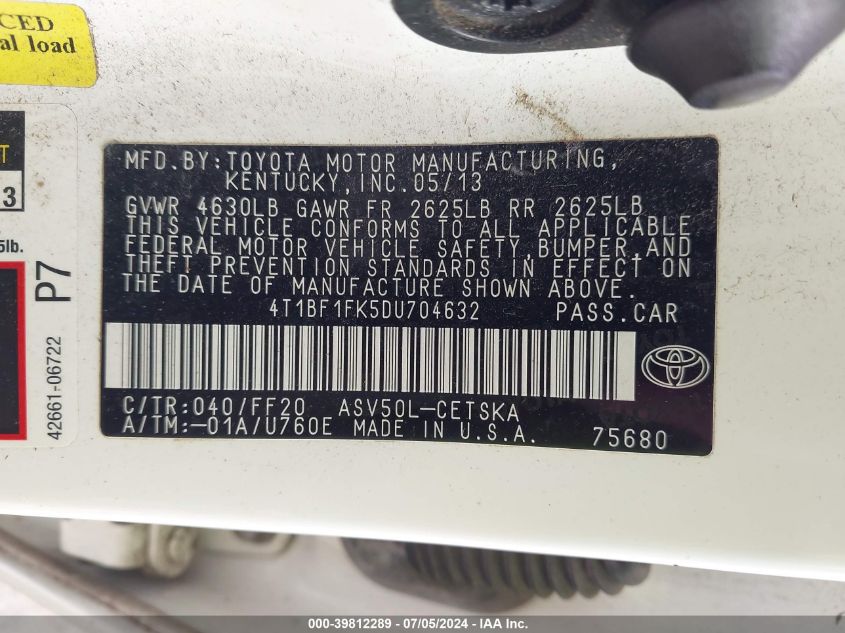 CED
al load
T
13
5lb.
P7
42661-06722
MFD.BY:TOYOTA MOTOR MANUFACTURING,
KENTUCKY,INC.05/13
GVWR 4630LB GAWR FR 2625LB RR 2625LB
THIS VEHICLE CONFORMS TO ALL APPLICABLE
FEDERAL MOTOR VEHICLE SAFETY,BUMPER,AND
THEFT PREVENTION STANDARDS IN EFFECT ON
THE DATE OF MANUFACTURE SHOWN ABOVE.
4T1BF1FK5DU704632 PASS.CAR
C/TR:040/FF20 ASV50L-CETSKA
A/TM:-01A/U760E MADE IN U.S.A. 75680
000-39812289 - 07/05/2024 - IAA Inc.